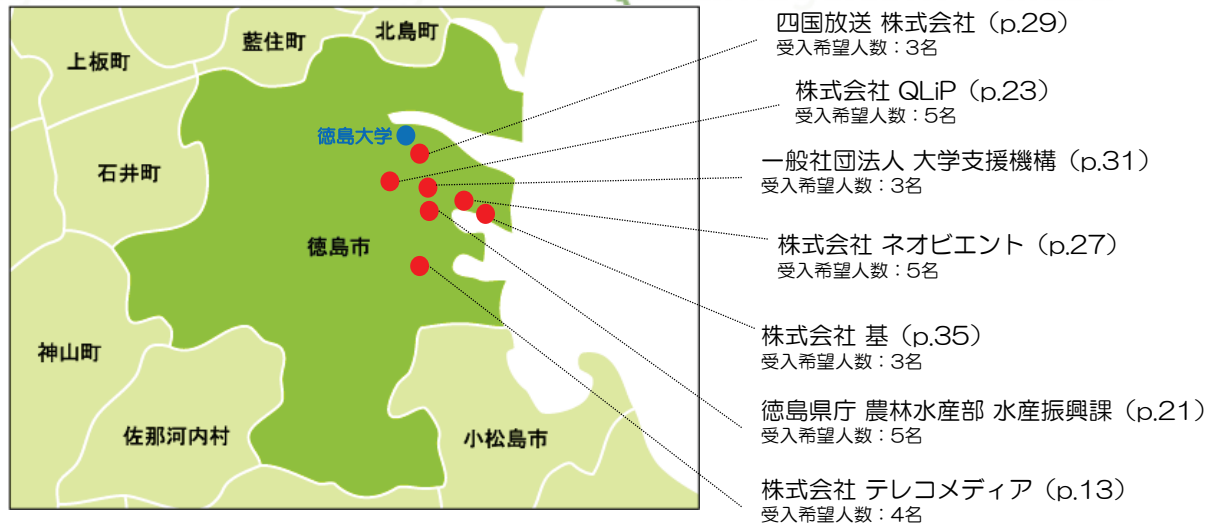 上板町
藍住町
北島町
石井町
徳島大学
徳島市
神山町
佐那河内村
小松島市
四国放送 株式会社（p.29）
受入希望人数：3名
株式会社 QLiP（p.23）
受入希望人数：5名
一般社団法人 大学支援機構（p.31）
受入希望人数：3名
株式会社 ネオビエント（p.27）
受入希望人数：5名
株式会社 基（p.35）
受入希望人数：3名
徳島県庁 農林水産部 水産振興課（p.21）
受入希望人数：5名
株式会社 テレコメディア（p.13）
受入希望人数：4名